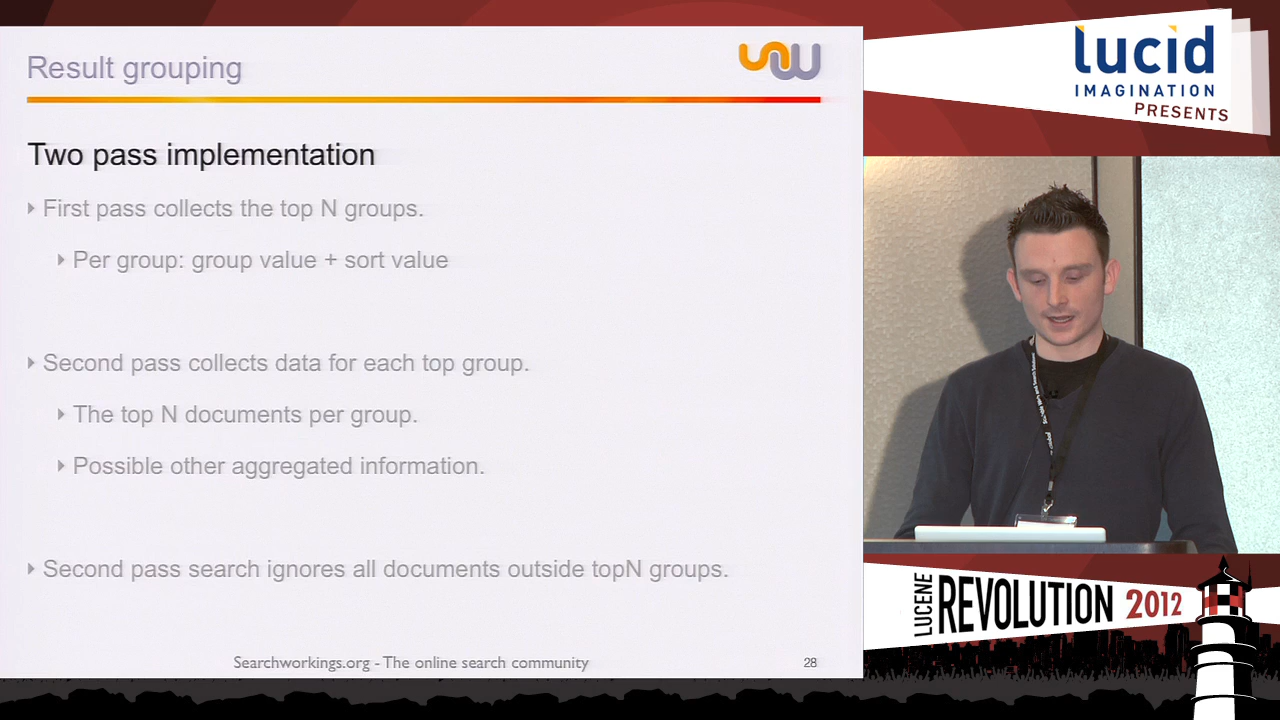 Result grouping
Two pass implementation
First pass collects the top N groups.
Per group: group value + sort value
Second pass collects data for each top group.
The top N documents per group.
Possible other aggregated information.
Second pass search ignores all documents outside topN groups.
Searchworkings.org - The online search community
28
lucid
IMAGINATION
PRESENTS
LUCENE
REVOLUTION 2012